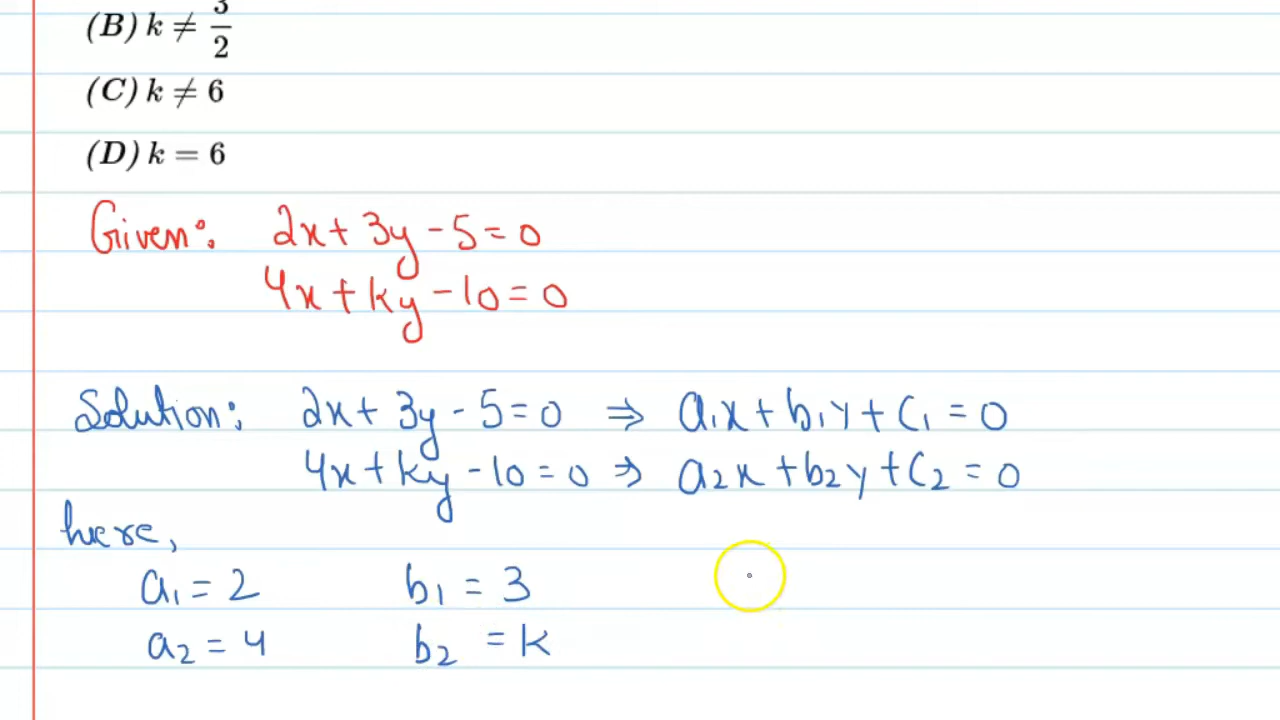 (B) k ≠ 3/2
(C) k ≠ 6
(D) k = 6
Given:. 2x + 3y - 5 = 0
4x + ky - 10 = 0
Solution: 2x + 3y - 5 = 0 ⇒ a₁x + b₁y + c₁ = 0
4x + ky - 10 = 0 ⇒ a₂x + b₂y + c₂ = 0
here,
a₁ = 2 b₁ = 3
a₂ = 4 b₂ = k